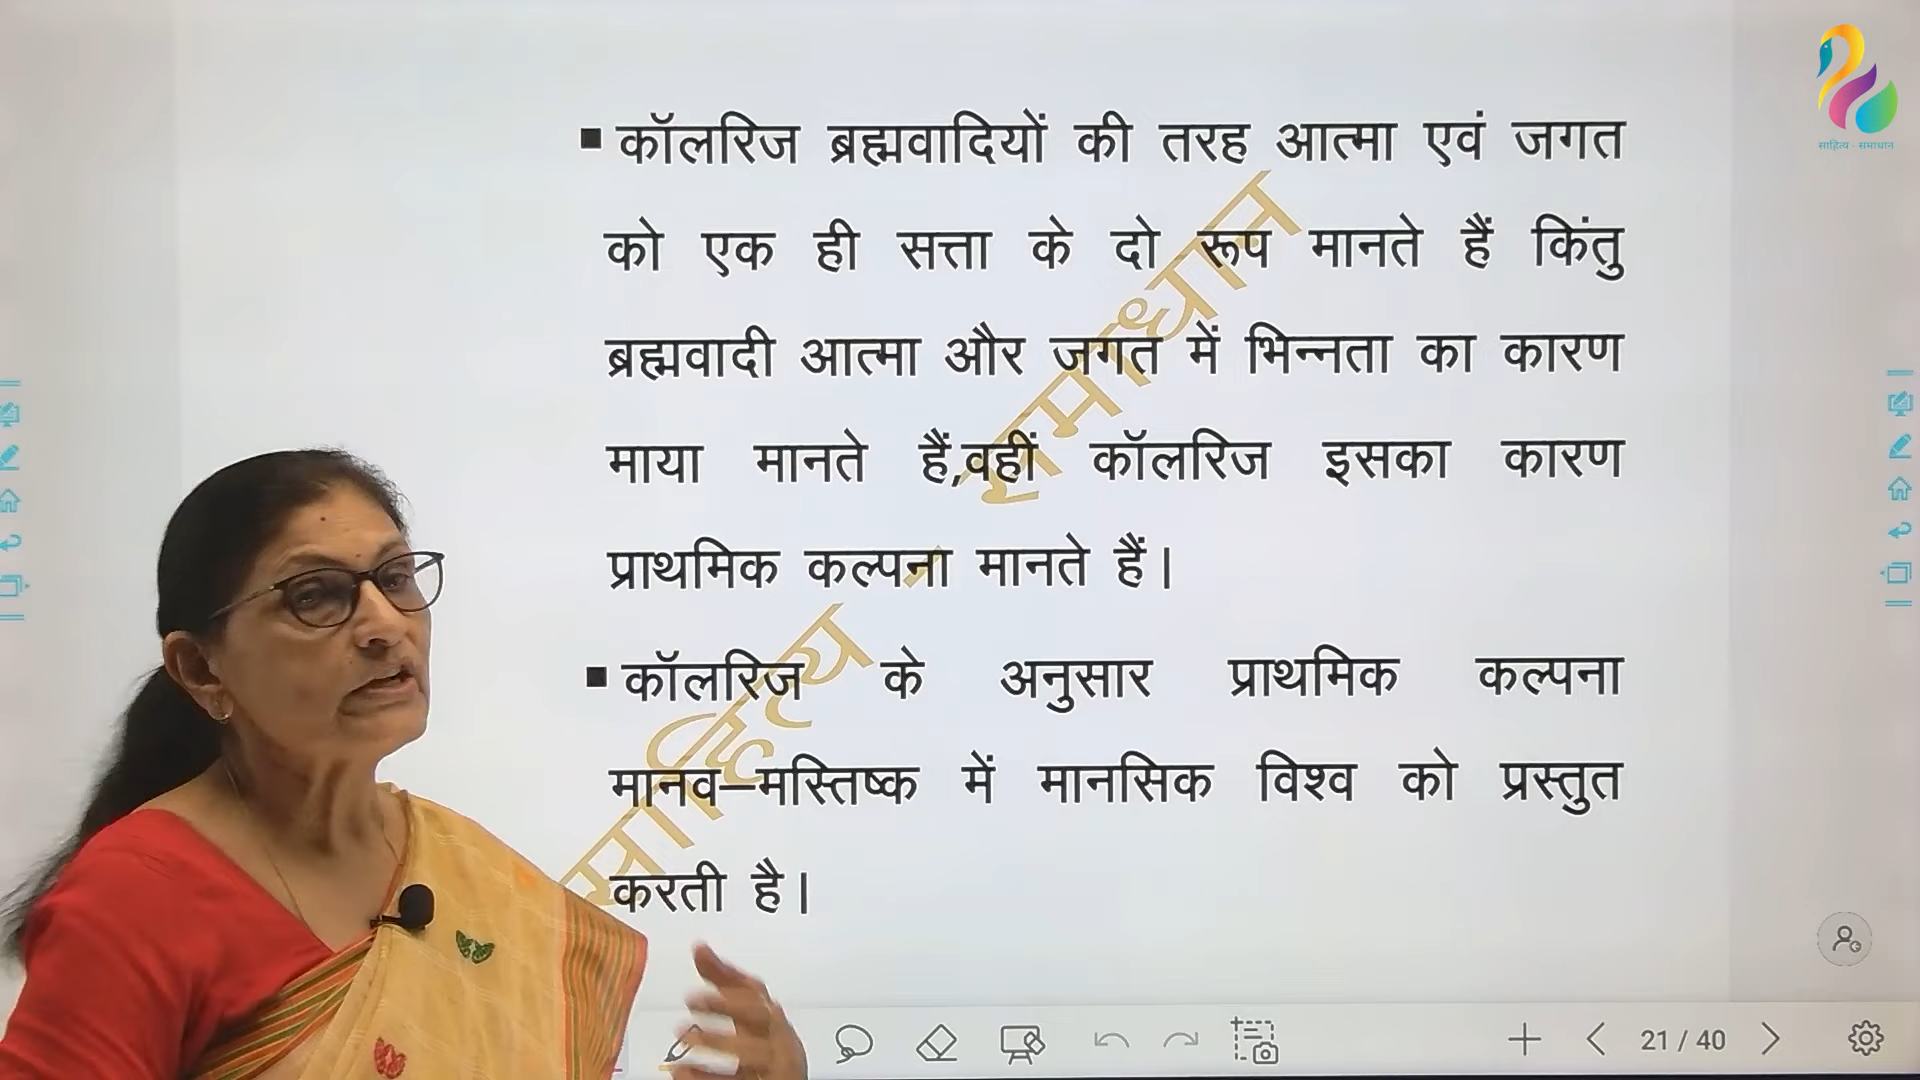 साहित्य - समाधान
▪ कॉलरिज ब्रह्मवादियों की तरह आत्मा एवं जगत
को एक ही सत्ता के दो रूप मानते हैं किंतु
ब्रह्मवादी आत्मा और जगत में भिन्नता का कारण
माया मानते हैं,वहीं कॉलरिज इसका कारण
प्राथमिक कल्पना मानते हैं।
▪ कॉलरिज के अनुसार प्राथमिक कल्पना
मानव–मस्तिष्क में मानसिक विश्व को प्रस्तुत
करती है।
साहित्य - समाधान
21 / 40